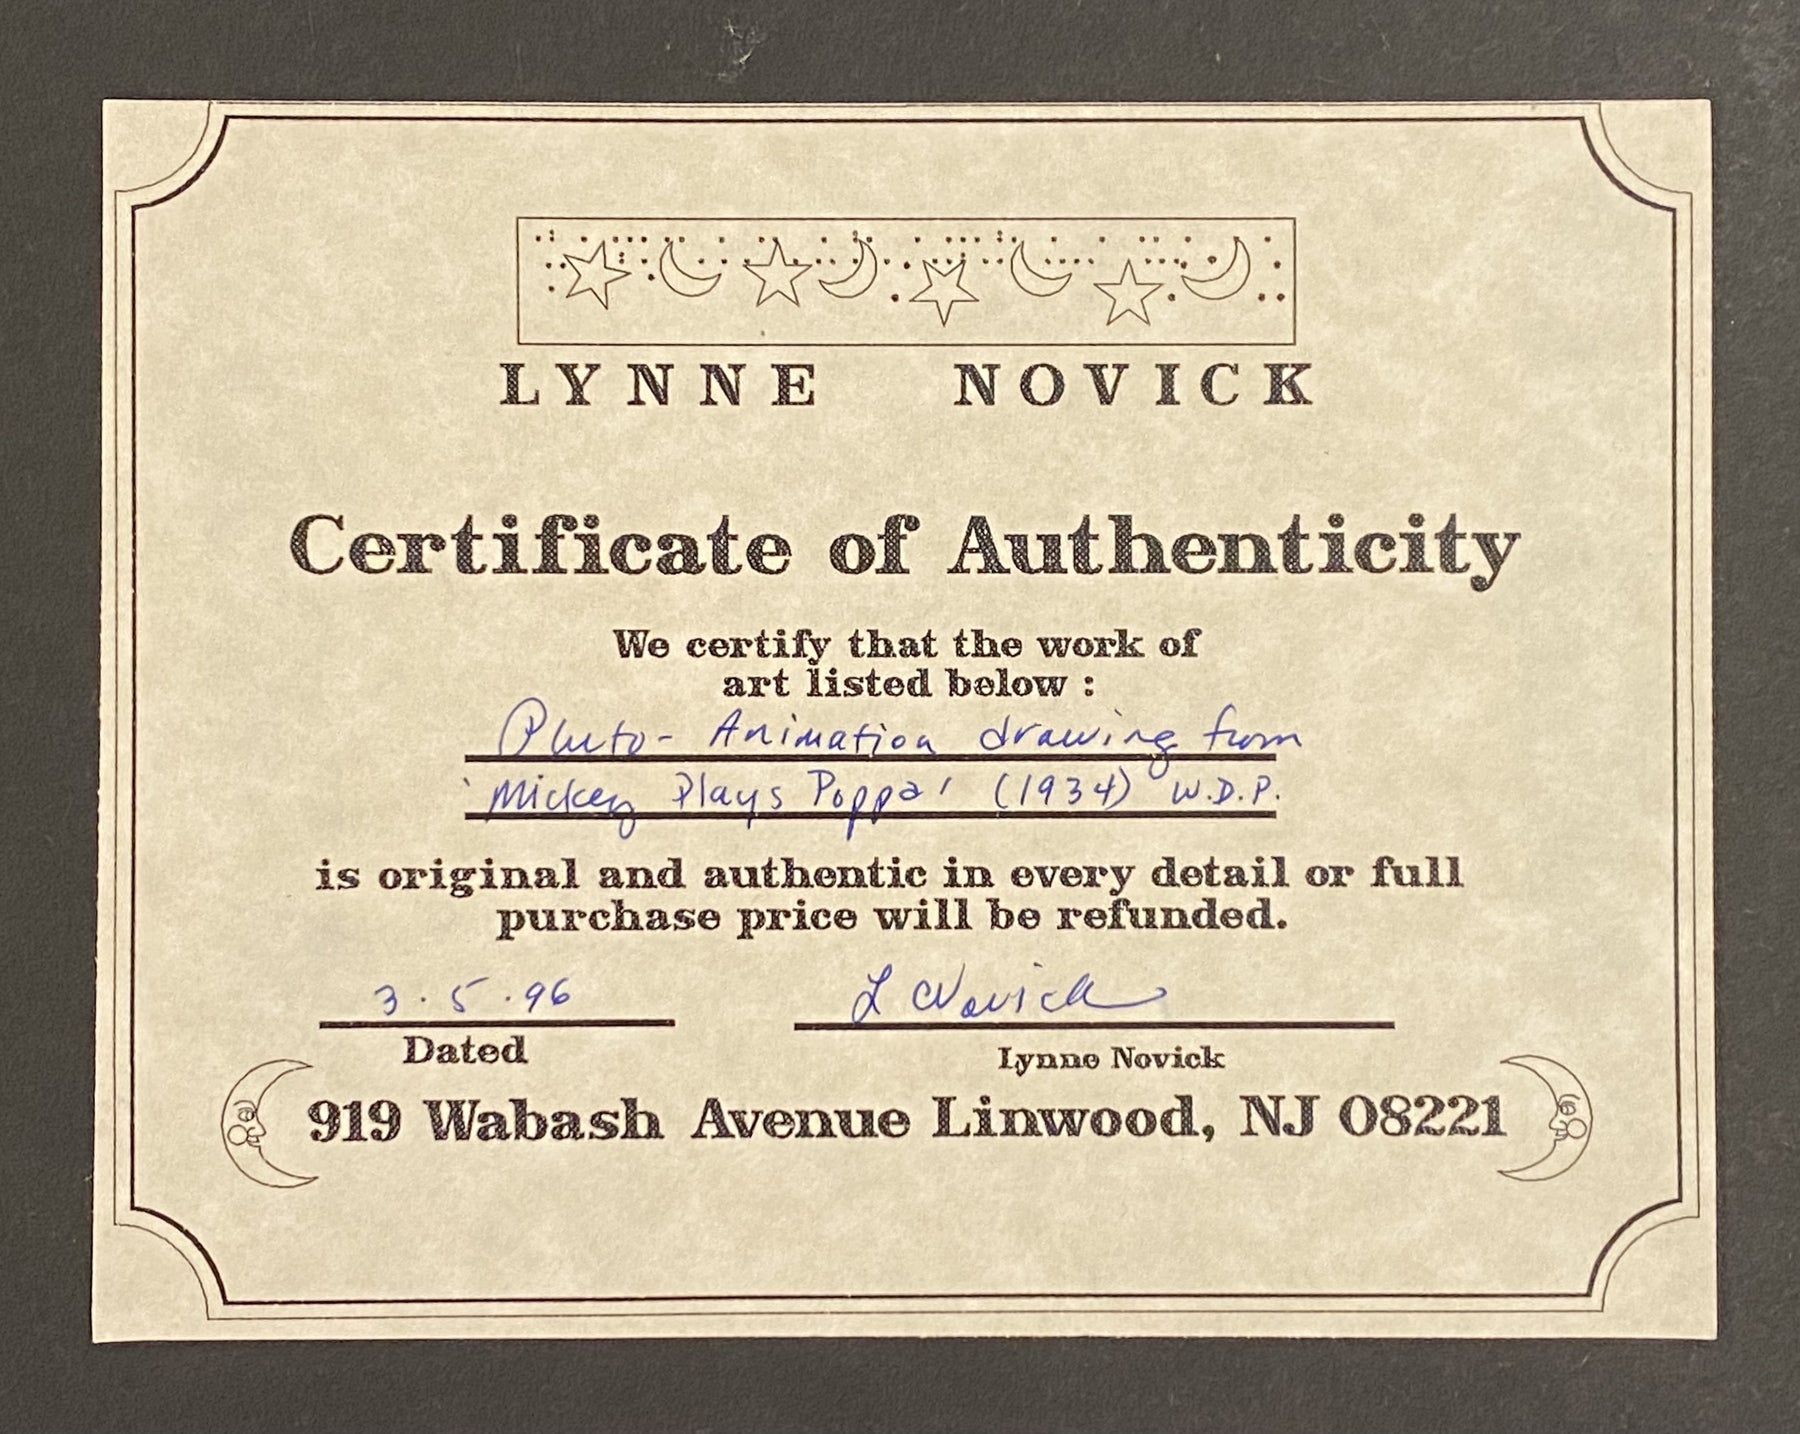 LYNNE NOVICK
Certificate of Authenticity
We certify that the work of
art listed below :
Pluto - Animation drawing from
'Mickey Plays Poppa' (1934) W.D.P.
is original and authentic in every detail or full
purchase price will be refunded.
3.5.96 L Novick
Dated Lynne Novick
919 Wabash Avenue Linwood, NJ 08221